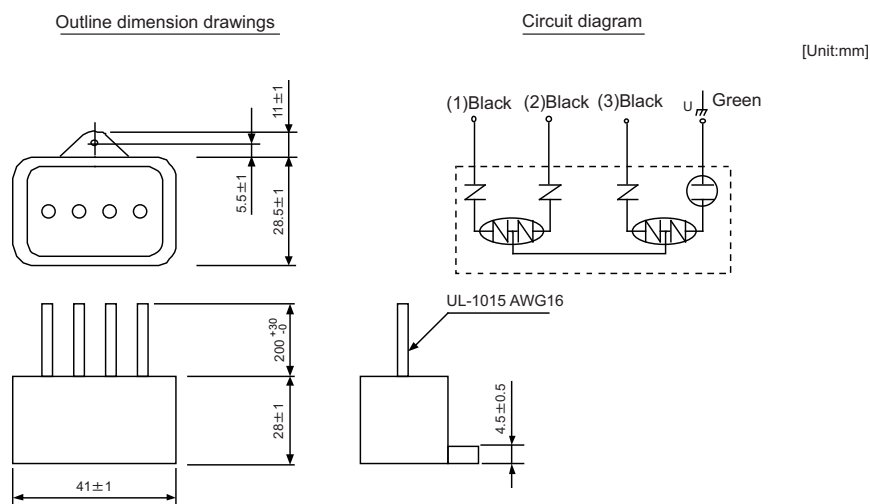 Outline dimension drawings
Circuit diagram
[Unit:mm]
11±1
5.5±1
28.5±1
(1)Black (2)Black (3)Black
U
Green
200 +30 -0
28±1
41±1
UL-1015 AWG16
4.5±0.5